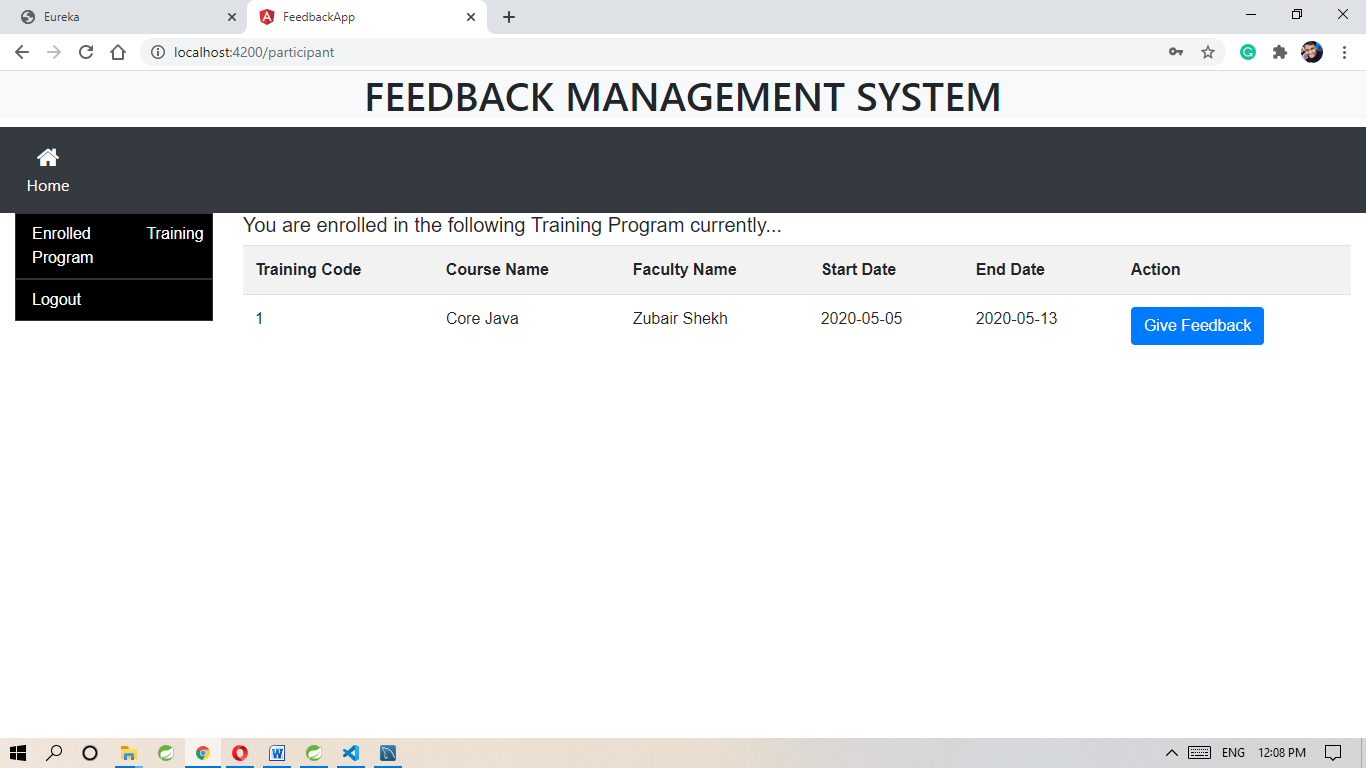 Eureka
FeedbackApp
localhost:4200/participant
FEEDBACK MANAGEMENT SYSTEM
Home
Enrolled Training
Program
Logout
You are enrolled in the following Training Program currently...
Training Code Course Name Faculty Name Start Date End Date Action
1 Core Java Zubair Shekh 2020-05-05 2020-05-13 Give Feedback
ENG 12:08 PM